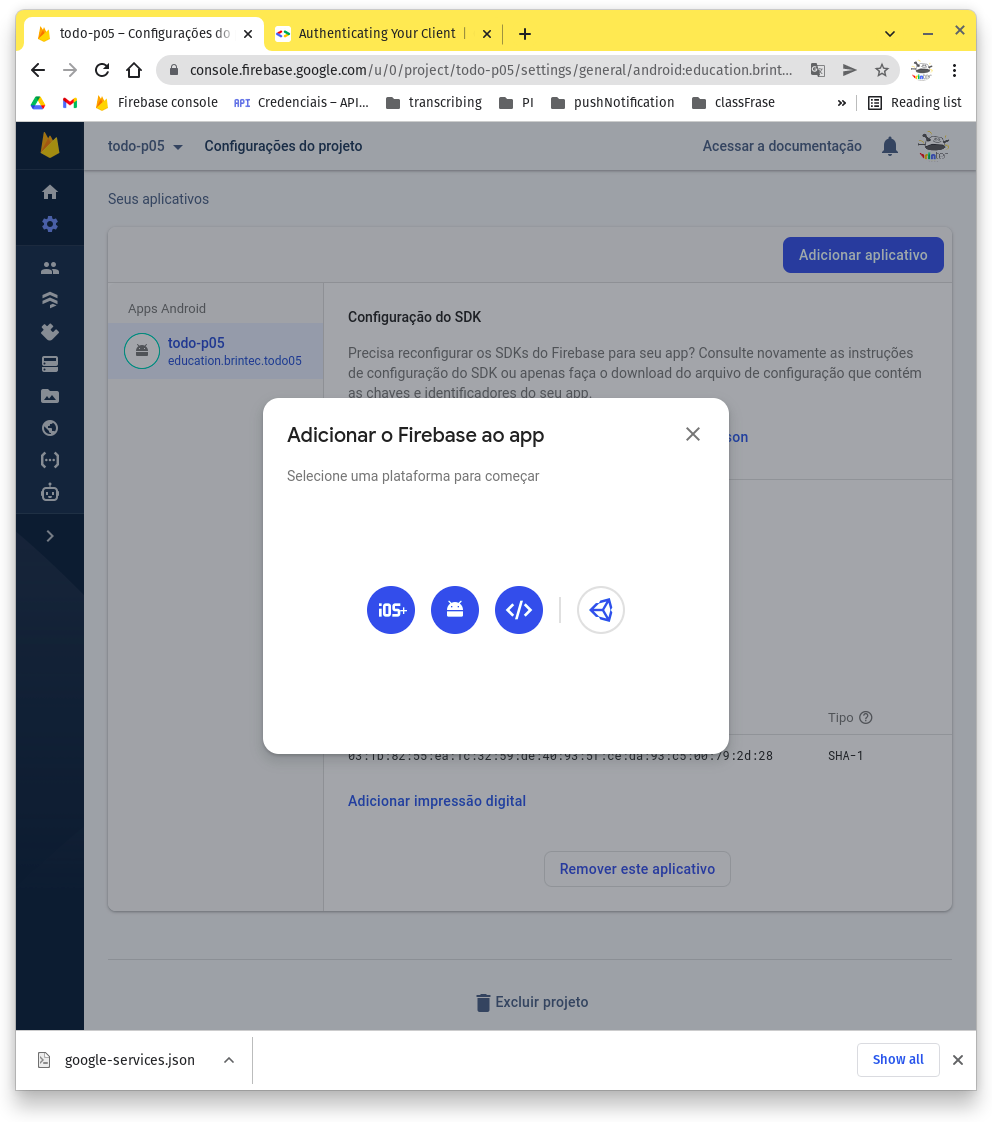 todo-p05 – Configurações do
Authenticating Your Client
console.firebase.google.com/u/0/project/todo-p05/settings/general/android:education.brint...
Firebase console
API
Credenciais – API...
transcribing
PI
pushNotification
classFrase
»
Reading list
todo-p05
Configurações do projeto
Acessar a documentação
Seus aplicativos
Adicionar aplicativo
Apps Android
todo-p05
education.brintec.todo05
Configuração do SDK
Precisa reconfigurar os SDKs do Firebase para seu app? Consulte novamente as instruções
de configuração do SDK ou apenas faça o download do arquivo de configuração que contém
as chaves e identificadores do seu app.
son
Adicionar o Firebase ao app
Selecione uma plataforma para começar
iOS+
Tipo
03:fb:82:55:ea:fc:32:59:de:40:93:5f:ce:da:93:c5:00:79:2d:28
SHA-1
Adicionar impressão digital
Remover este aplicativo
Excluir projeto
google-services.json
Show all